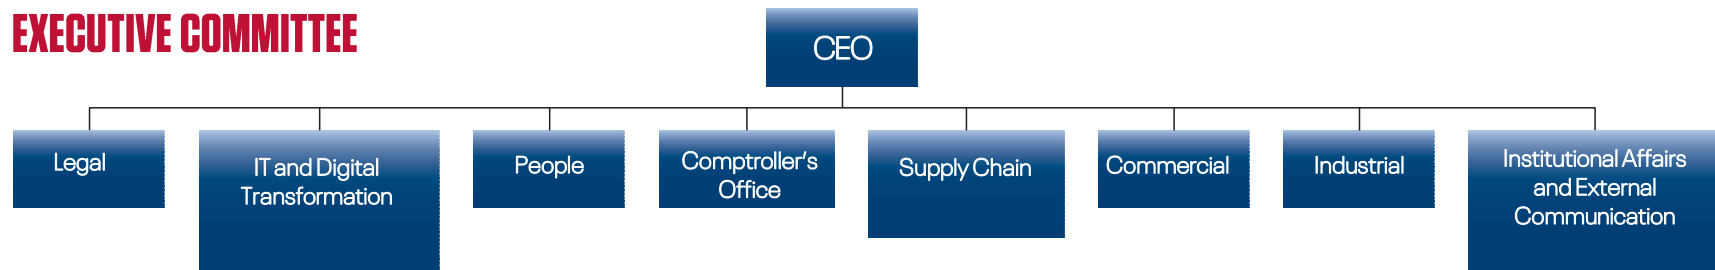 EXECUTIVE COMMITTEE
CEO
Legal
IT and Digital
Transformation
People
Comptroller's
Office
Supply Chain
Commercial
Industrial
Institutional Affairs
and External
Communication